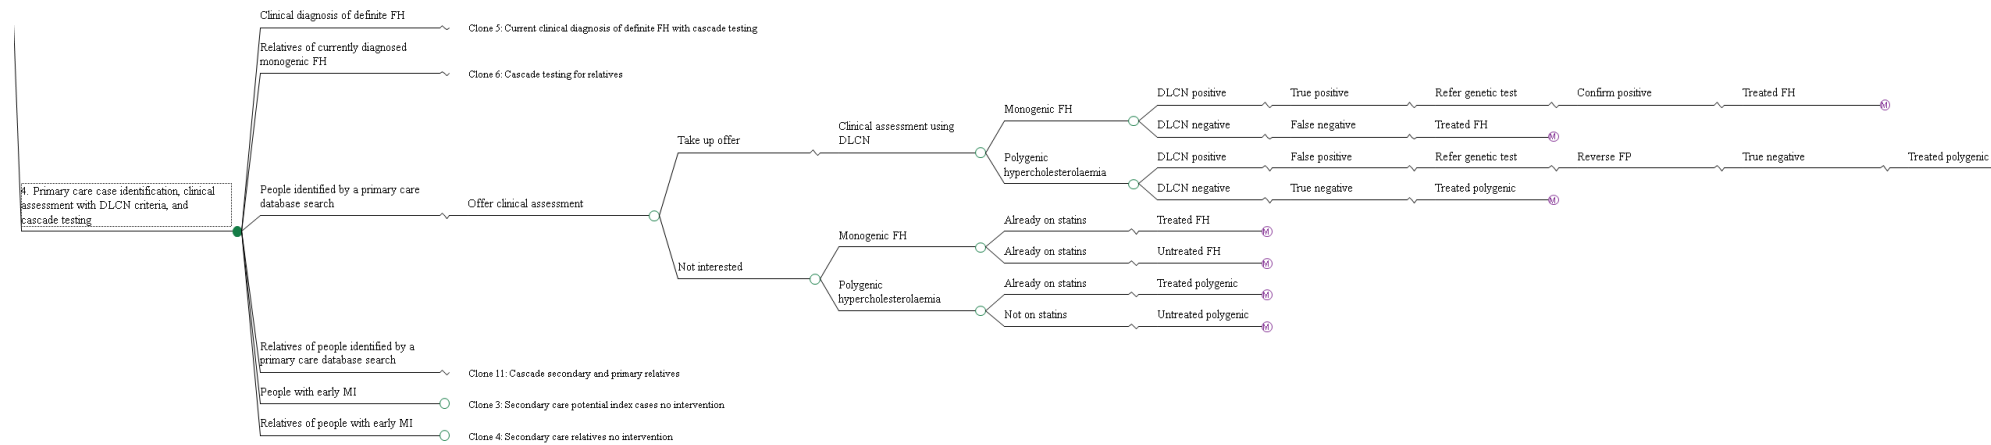 Clinical diagnosis of definite FH
Clone 5: Current clinical diagnosis of definite FH with cascade testing
Relatives of currently diagnosed
monogenic FH
Clone 6: Cascade testing for relatives
4. Primary care case identification, clinical
assessment with DLCN criteria, and
cascade testing
People identified by a primary care
database search
Offer clinical assessment
Take up offer
Clinical assessment using
DLCN
Monogenic FH
DLCN positive
True positive
Refer genetic test
Confirm positive
Treated FH
M
DLCN negative
False negative
Treated FH
M
Polygenic
hypercholesterolaemia
DLCN positive
False positive
Refer genetic test
Reverse FP
True negative
Treated polygenic
DLCN negative
True negative
Treated polygenic
M
Not interested
Monogenic FH
Already on statins
Treated FH
M
Already on statins
Untreated FH
M
Polygenic
hypercholesterolaemia
Already on statins
Treated polygenic
M
Not on statins
Untreated polygenic
M
Relatives of people identified by a
primary care database search
Clone 11: Cascade secondary and primary relatives
People with early MI
Clone 3: Secondary care potential index cases no intervention
Relatives of people with early MI
Clone 4: Secondary care relatives no intervention